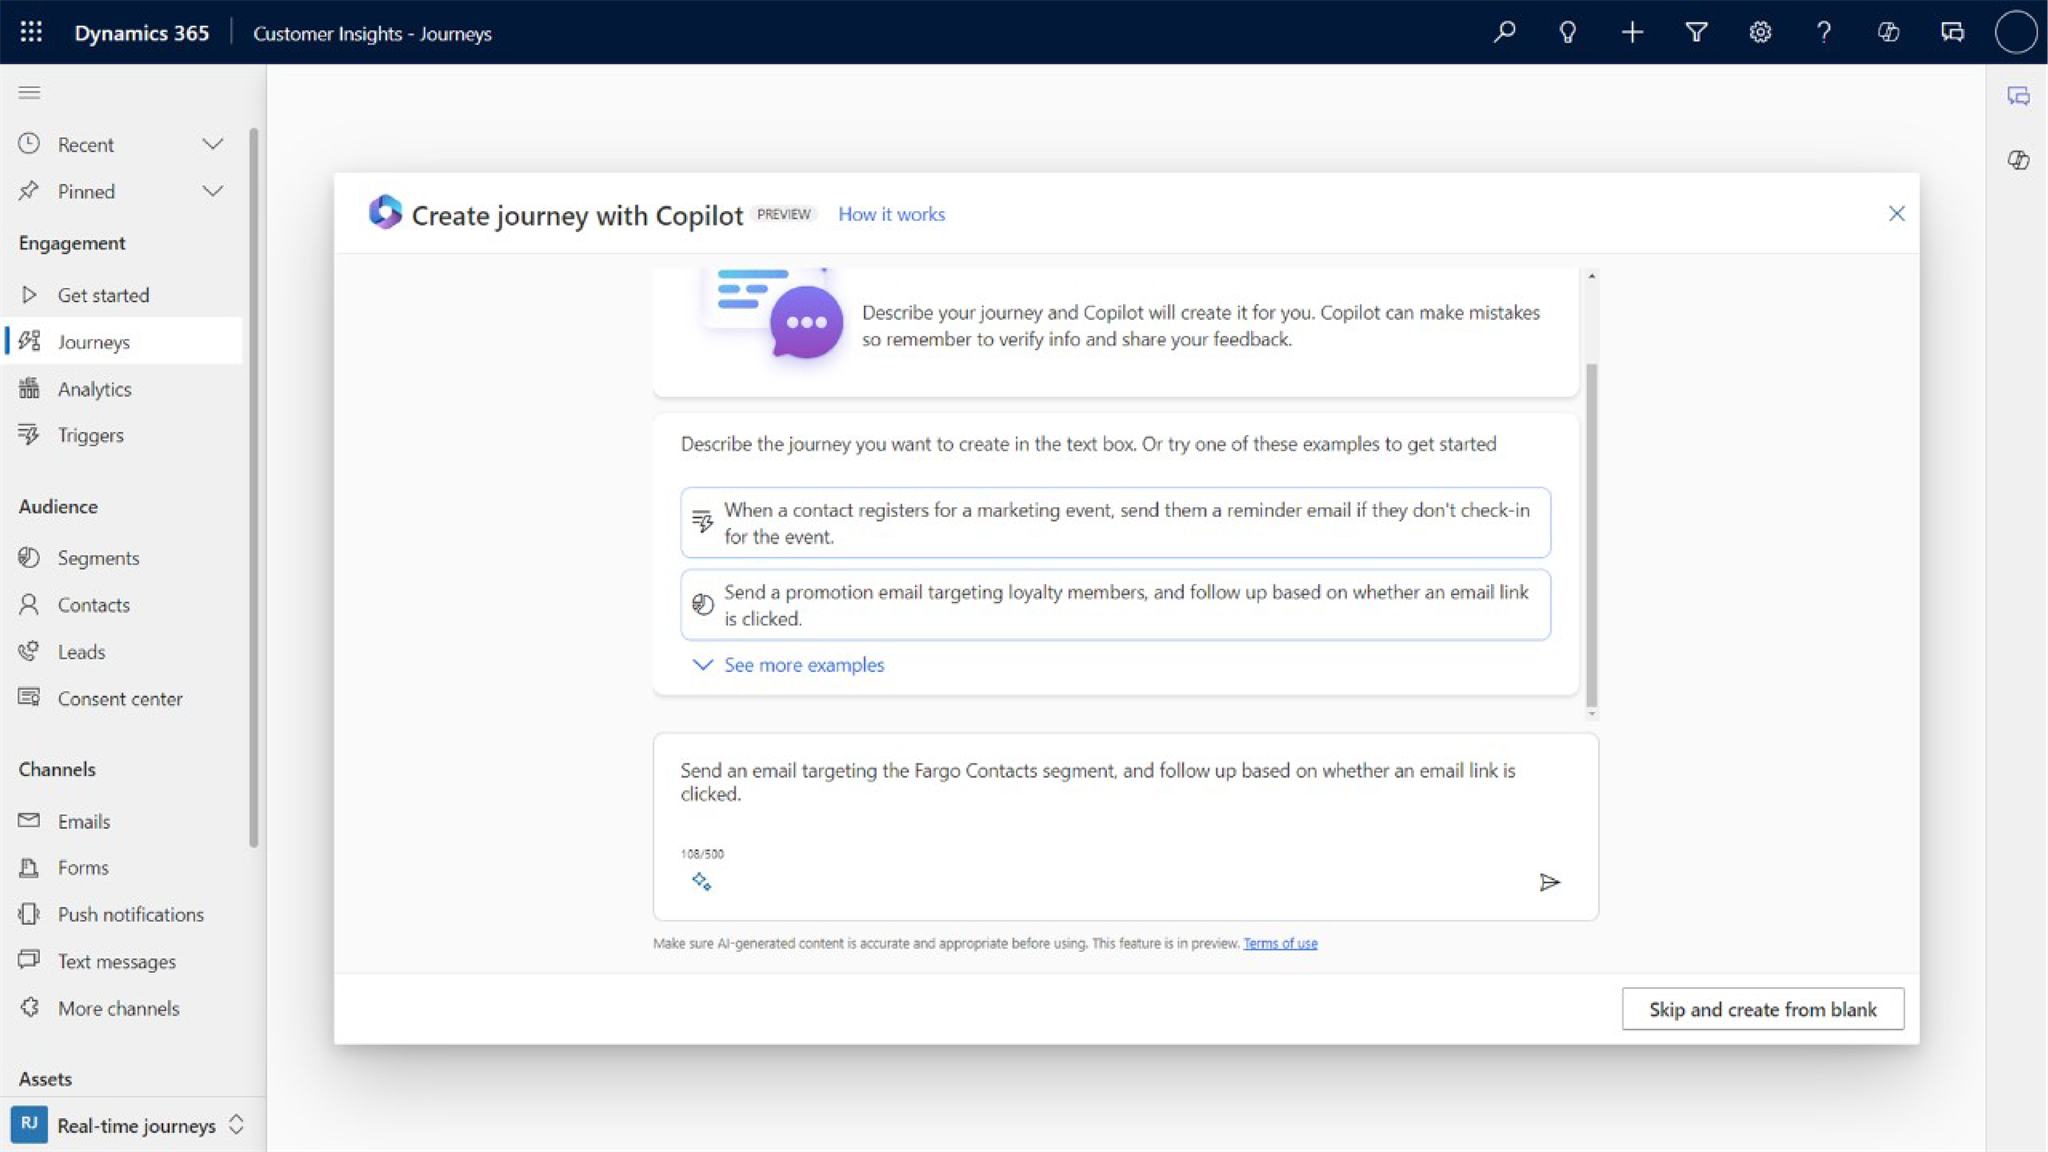 Dynamics 365
Customer Insights - Journeys
Recent
Pinned
Engagement
Get started
Journeys
Analytics
Triggers
Audience
Segments
Contacts
Leads
Consent center
Channels
Emails
Forms
Push notifications
Text messages
More channels
Assets
RJ
Real-time journeys
Create journey with Copilot
PREVIEW
How it works
Describe your journey and Copilot will create it for you. Copilot can make mistakes
so remember to verify info and share your feedback.
Describe the journey you want to create in the text box. Or try one of these examples to get started
When a contact registers for a marketing event, send them a reminder email if they don't check-in
for the event.
Send a promotion email targeting loyalty members, and follow up based on whether an email link
is clicked.
See more examples
Send an email targeting the Fargo Contacts segment, and follow up based on whether an email link is
clicked.
108/500
Make sure AI-generated content is accurate and appropriate before using. This feature is in preview. Terms of use
Skip and create from blank